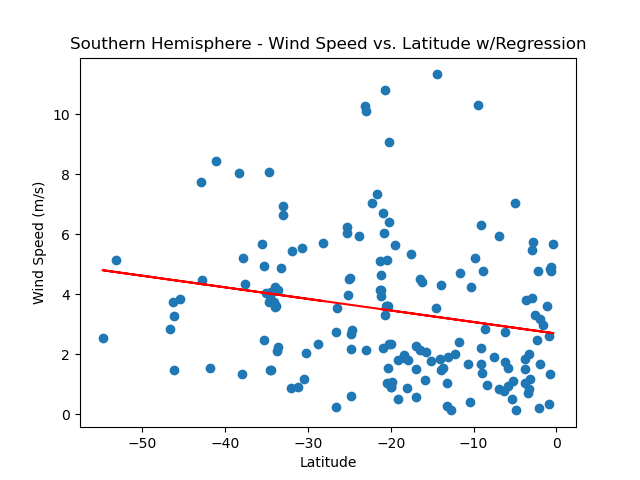 Southern Hemisphere - Wind Speed vs. Latitude w/Regression
10
8
6
4
2
0
Wind Speed (m/s)
−50 −40 −30 −20 −10 0
Latitude